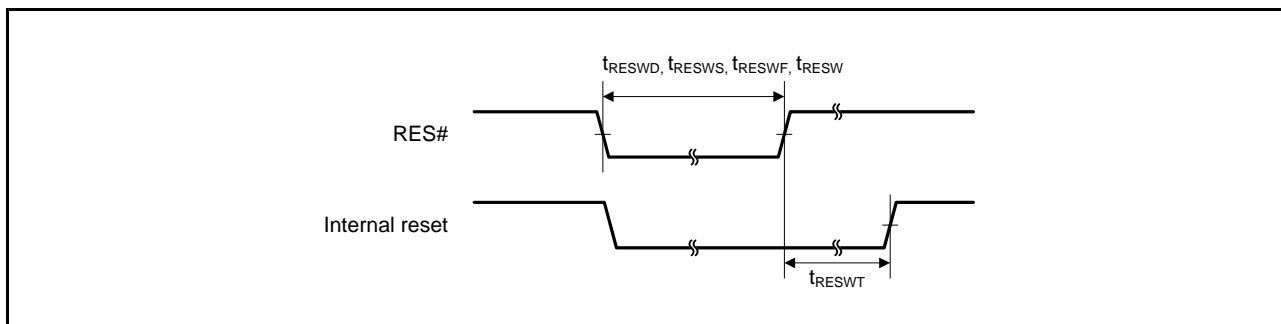 tRESWD, tRESWS, tRESWF, tRESW
RES#
Internal reset
tRESWT